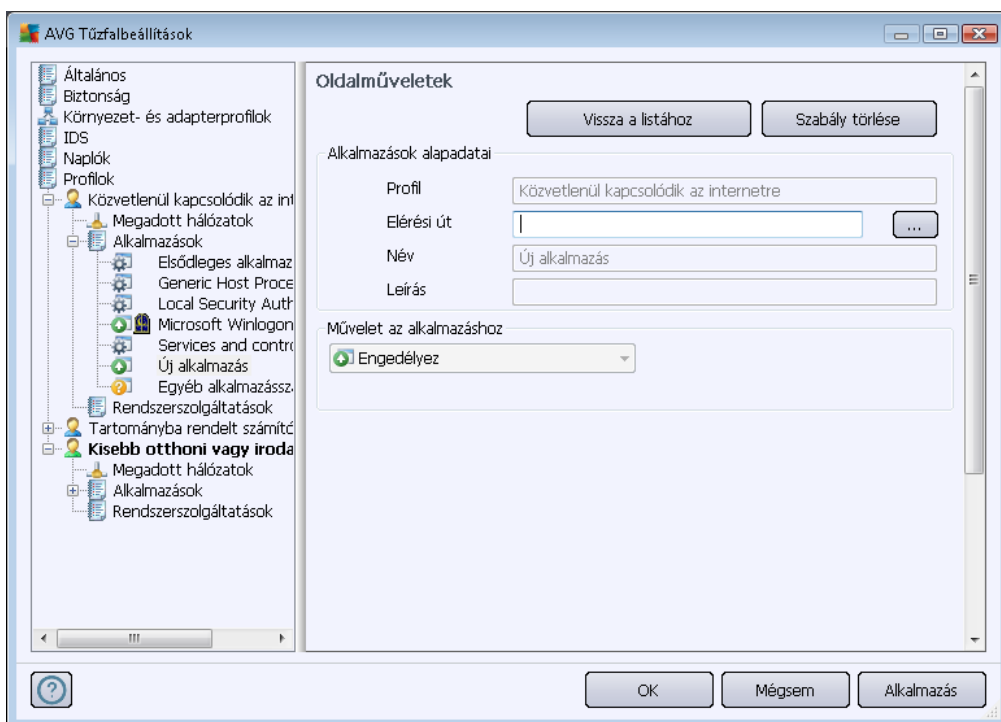 AVG Tűzfalbeállítások
Általános
Biztonság
Környezet- és adapterprofilok
IDS
Naplók
Profilok
Közvetlenül kapcsolódik az int
Megadott hálózatok
Alkalmazások
Elsődleges alkalmaz
Generic Host Proce
Local Security Auth
Microsoft Winlogon
Services and contro
Új alkalmazás
Egyéb alkalmazássz
Rendszerszolgáltatások
Tartományba rendelt számító
Kisebb otthoni vagy iroda
Megadott hálózatok
Alkalmazások
Rendszerszolgáltatások
Oldalműveletek
Vissza a listához
Szabály törlése
Alkalmazások alapadatai
Profil
Közvetlenül kapcsolódik az internetre
Elérési út
...
Név
Új alkalmazás
Leírás
Művelet az alkalmazáshoz
Engedélyez
OK
Mégsem
Alkalmazás